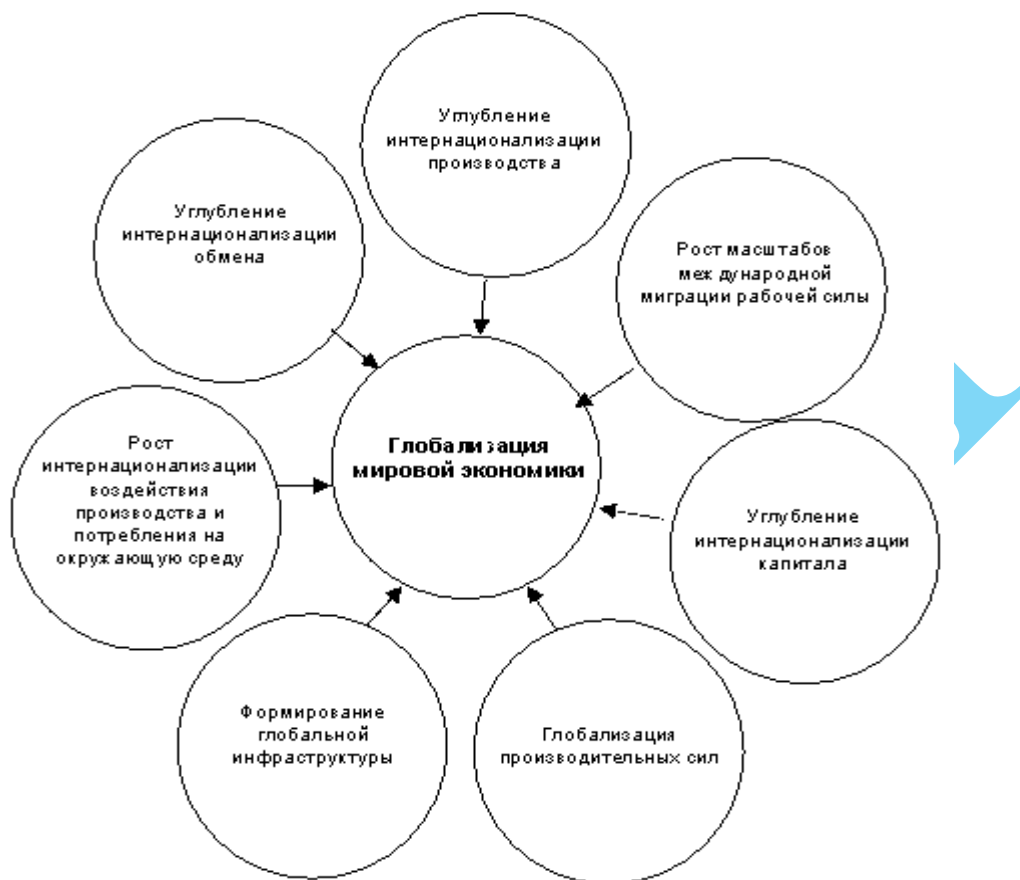 Углубление
интернационализации
производства
Углубление
интернационализации
обмена
Рост масштабов
международной
миграции рабочей силы
Глобализация
мировой экономики
Рост
интернационализации
воздействия
производства и
потребления на
окружающую среду
Углубление
интернационализации
капитала
Формирование
глобальной
инфраструктуры
Глобализация
производительных сил